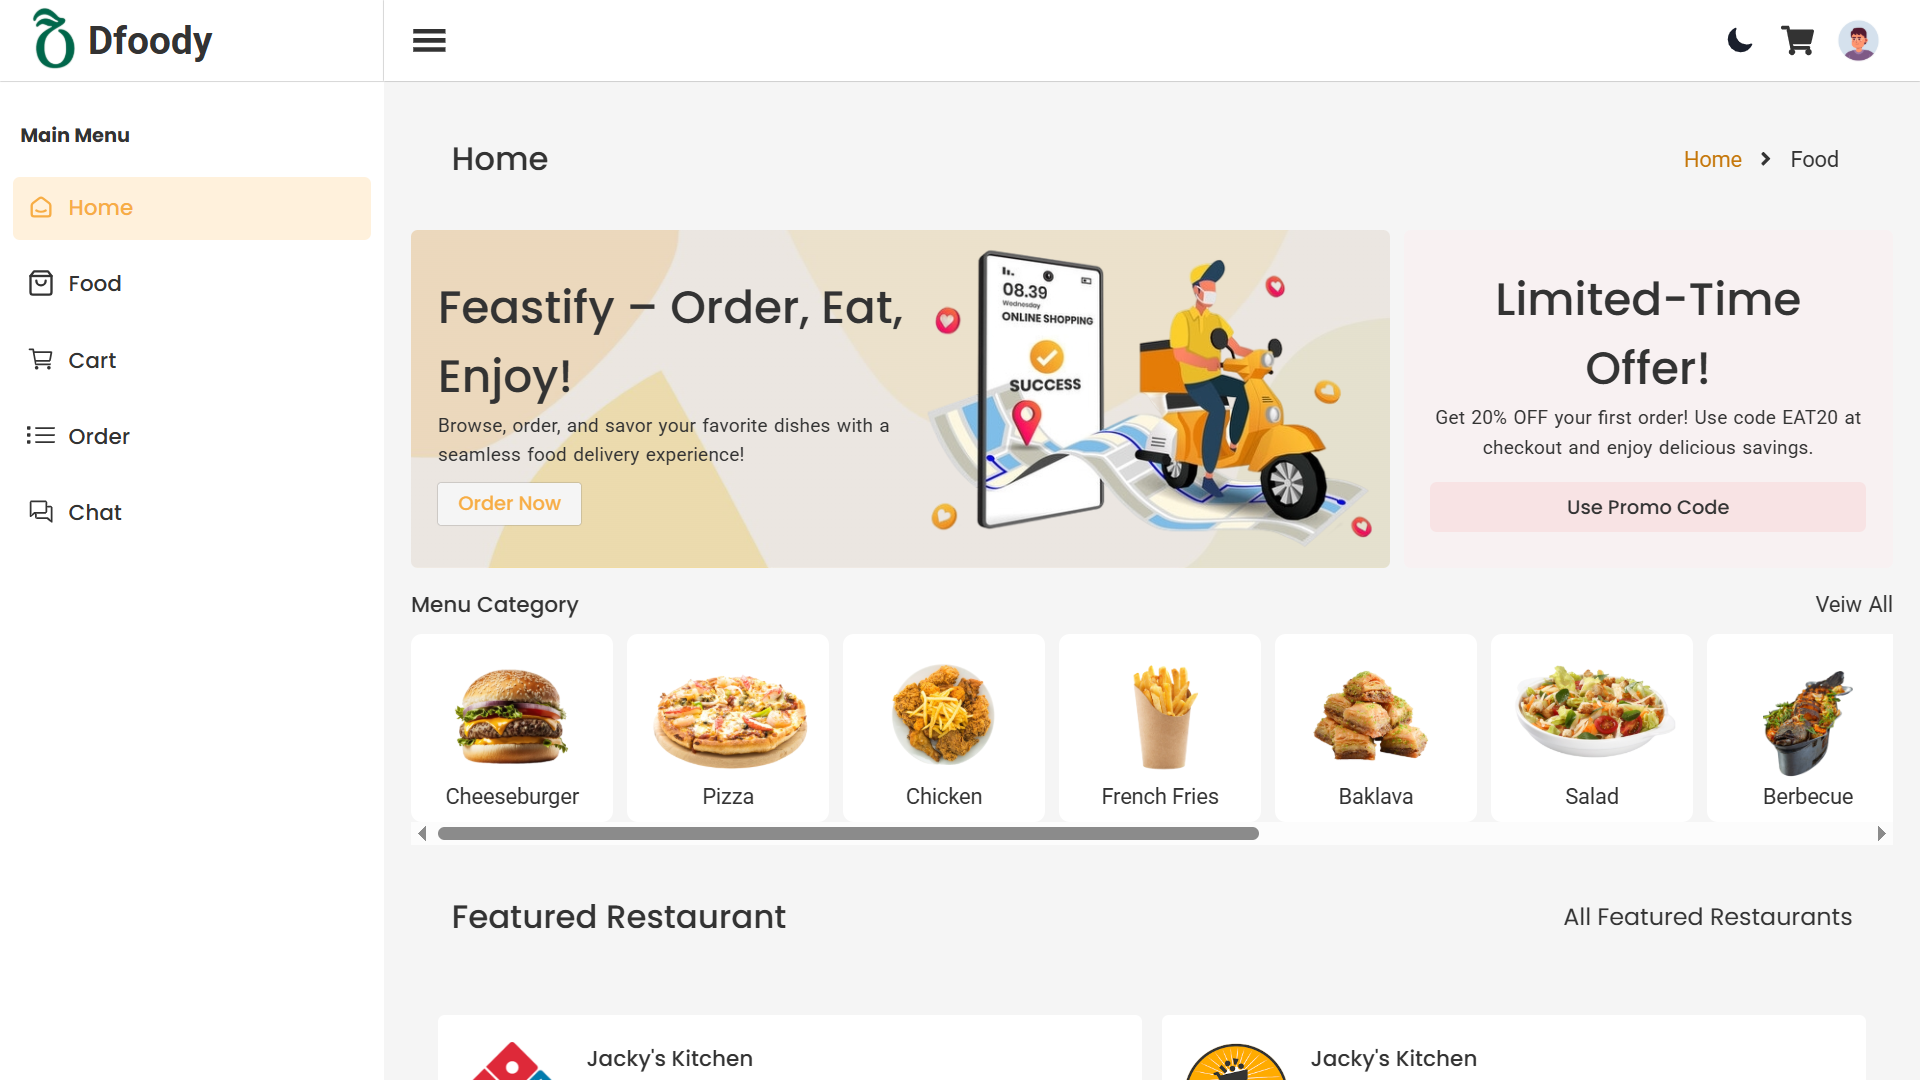 Dfoody
Main Menu
Home
Food
Cart
Order
Chat
Home
Home
Food
Feastify – Order, Eat,
Enjoy!
Browse, order, and savor your favorite dishes with a
seamless food delivery experience!
Order Now
08.39
Wednesday
ONLINE SHOPPING
SUCCESS
Limited-Time
Offer!
Get 20% OFF your first order! Use code EAT20 at
checkout and enjoy delicious savings.
Use Promo Code
Menu Category
Veiw All
Cheeseburger
Pizza
Chicken
French Fries
Baklava
Salad
Berbecue
Featured Restaurant
All Featured Restaurants
Jacky's Kitchen
Jacky's Kitchen